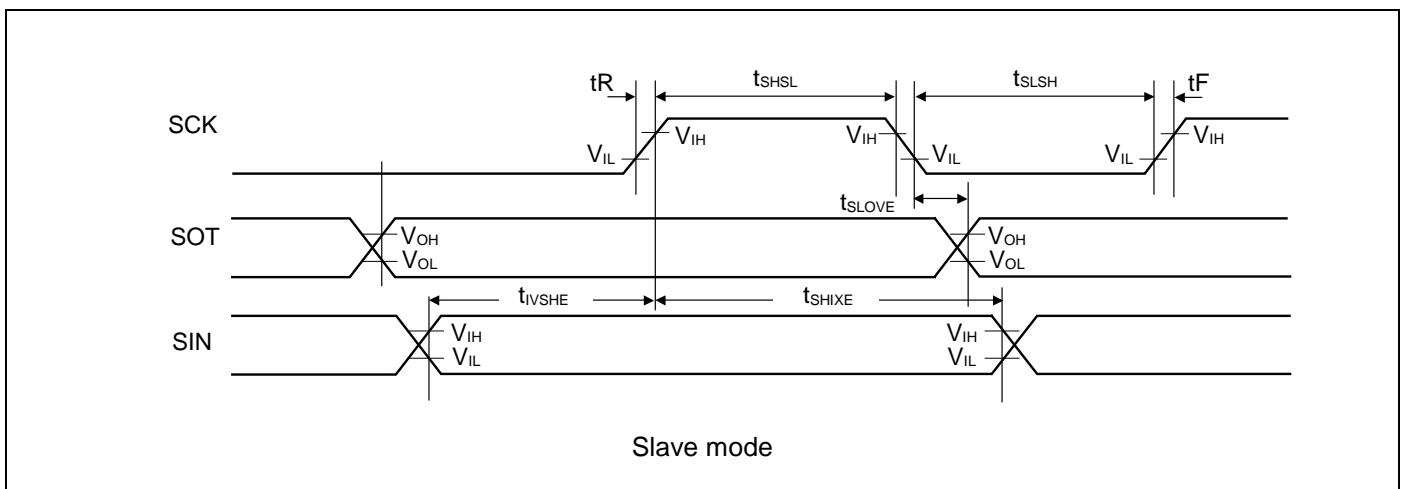 tR tSHSL tSLSH tF
SCK VIH VIH VIH
VIL VIL VIL
tSLOVE
SOT VOH VOH
VOL VOL
tIVSHE tSHIXE
SIN VIH VIH
VIL VIL
Slave mode